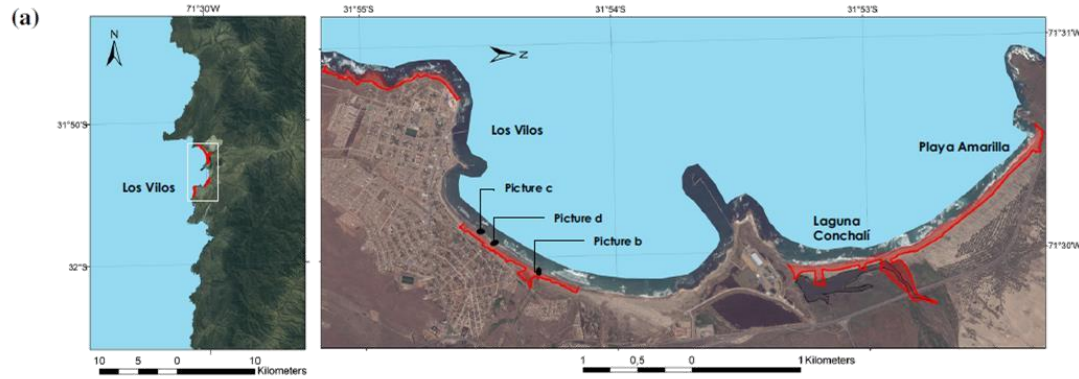 (a)
71°30"W
N
31°50"S
Los Vilos
32°S
10 5 0 10
Kilometers
31°55'S 31°54'S 31°53'S
71°31'W
N
Los Vilos
Playa Amarilla
Picture c
Picture d
Picture b
Laguna
Conchalí
71°30'W
1 0,5 0 1 Kilometers